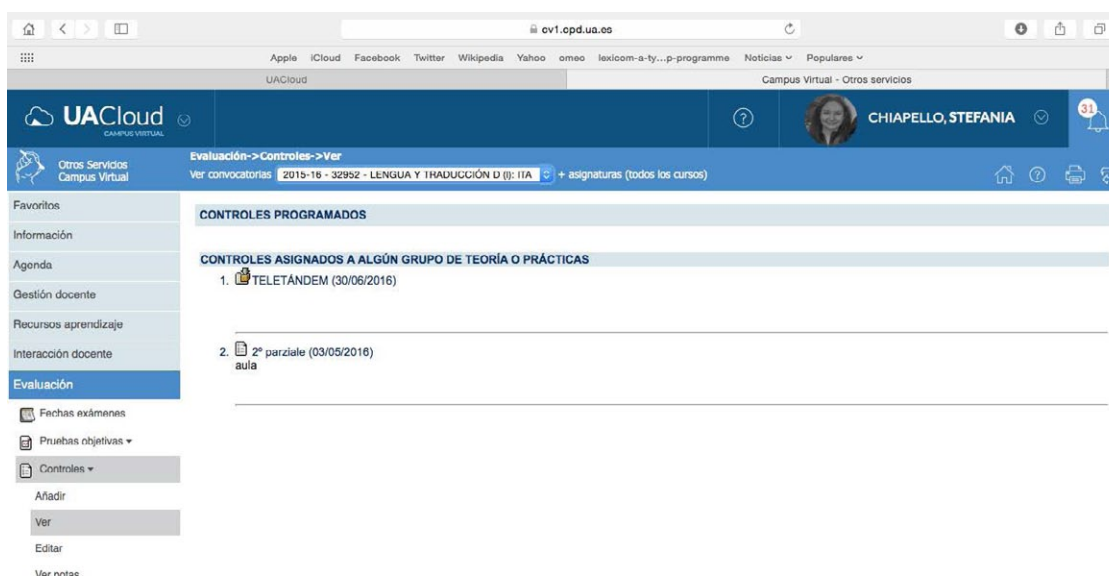 cv1.cpd.ua.es
Apple iCloud Facebook Twitter Wikipedia Yahoo omeo lexicom-a-ty...p-programme Noticias Populares
UACloud
Campus Virtual - Otros servicios
UACloud
CAMPUS VIRTUAL
CHIAPELLO, STEFANIA
31
Otros Servicios
Campus Virtual
Evaluación->Controles->Ver
Ver convocatorias 2015-16 - 32952 - LENGUA Y TRADUCCIÓN D (I): ITA + asignaturas (todos los cursos)
Favoritos
Información
Agenda
Gestión docente
Recursos aprendizaje
Interacción docente
Evaluación
Fechas exámenes
Pruebas objetivas
Controles
Añadir
Ver
Editar
Ver notas
CONTROLES PROGRAMADOS
CONTROLES ASIGNADOS A ALGÚN GRUPO DE TEORÍA O PRÁCTICAS
1. TELETÁNDEM (30/06/2016)
2. 2º parziale (03/05/2016)
aula